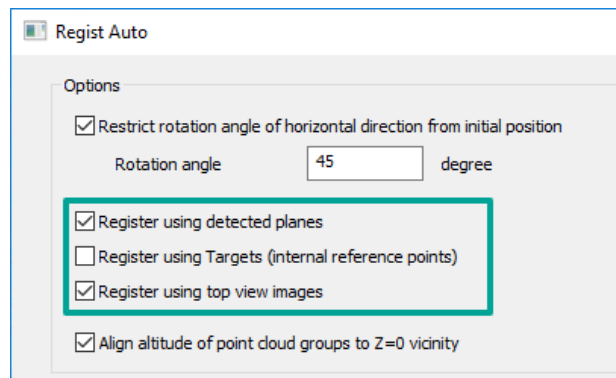 Regist Auto
Options
Restrict rotation angle of horizontal direction from initial position
Rotation angle 45 degree
Register using detected planes
Register using Targets (internal reference points)
Register using top view images
Align altitude of point cloud groups to Z=0 vicinity